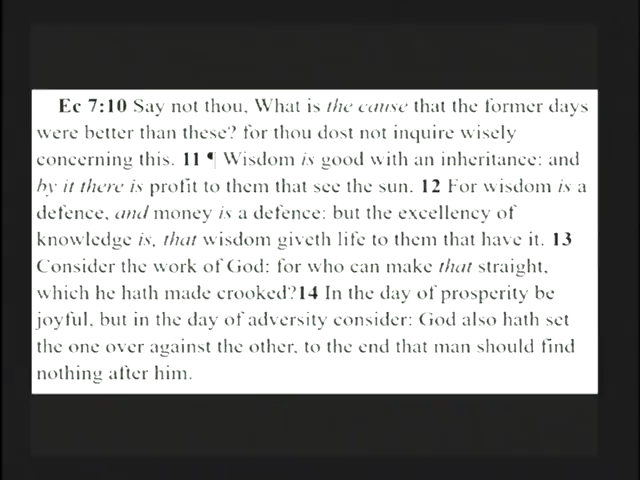 Ec 7:10 Say not thou, What is the cause that the former days
were better than these? for thou dost not inquire wisely
concerning this. 11 ¶ Wisdom is good with an inheritance: and
by it there is profit to them that see the sun. 12 For wisdom is a
defence, and money is a defence: but the excellency of
knowledge is, that wisdom giveth life to them that have it. 13
Consider the work of God: for who can make that straight,
which he hath made crooked?14 In the day of prosperity be
joyful, but in the day of adversity consider: God also hath set
the one over against the other, to the end that man should find
nothing after him.